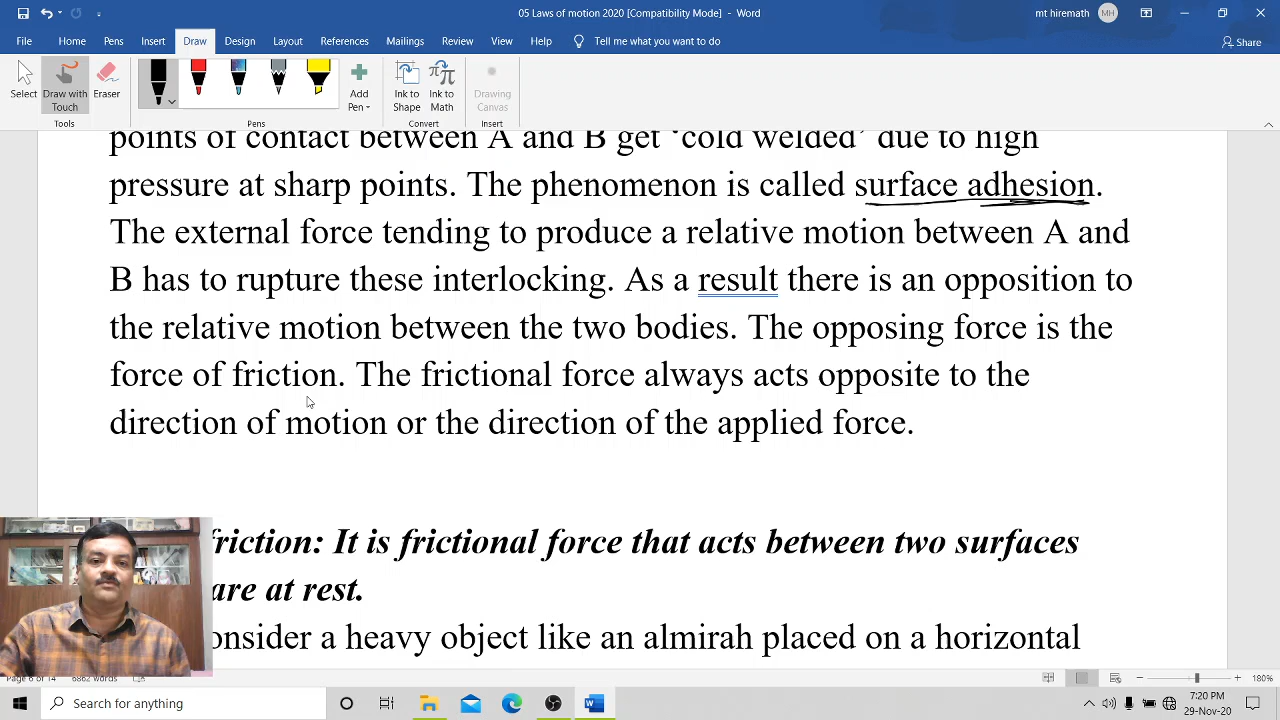 05 Laws of motion 2020 [Compatibility Mode] - Word
mt hiremath MH
File Home Pens Insert Draw Design Layout References Mailings Review View Help Tell me what you want to do Share
Select Draw with Touch Eraser Add Pen Ink to Shape Ink to Math Drawing Canvas
Tools Pens Convert Insert
points of contact between A and B get ‘cold welded’ due to high
pressure at sharp points. The phenomenon is called surface adhesion.
The external force tending to produce a relative motion between A and
B has to rupture these interlocking. As a result there is an opposition to
the relative motion between the two bodies. The opposing force is the
force of friction. The frictional force always acts opposite to the
direction of motion or the direction of the applied force.
friction: It is frictional force that acts between two surfaces
are at rest.
onsider a heavy object like an almirah placed on a horizontal
Page 6 of 14 6862 words 180%
Search for anything
7:20 PM
29-Nov-20